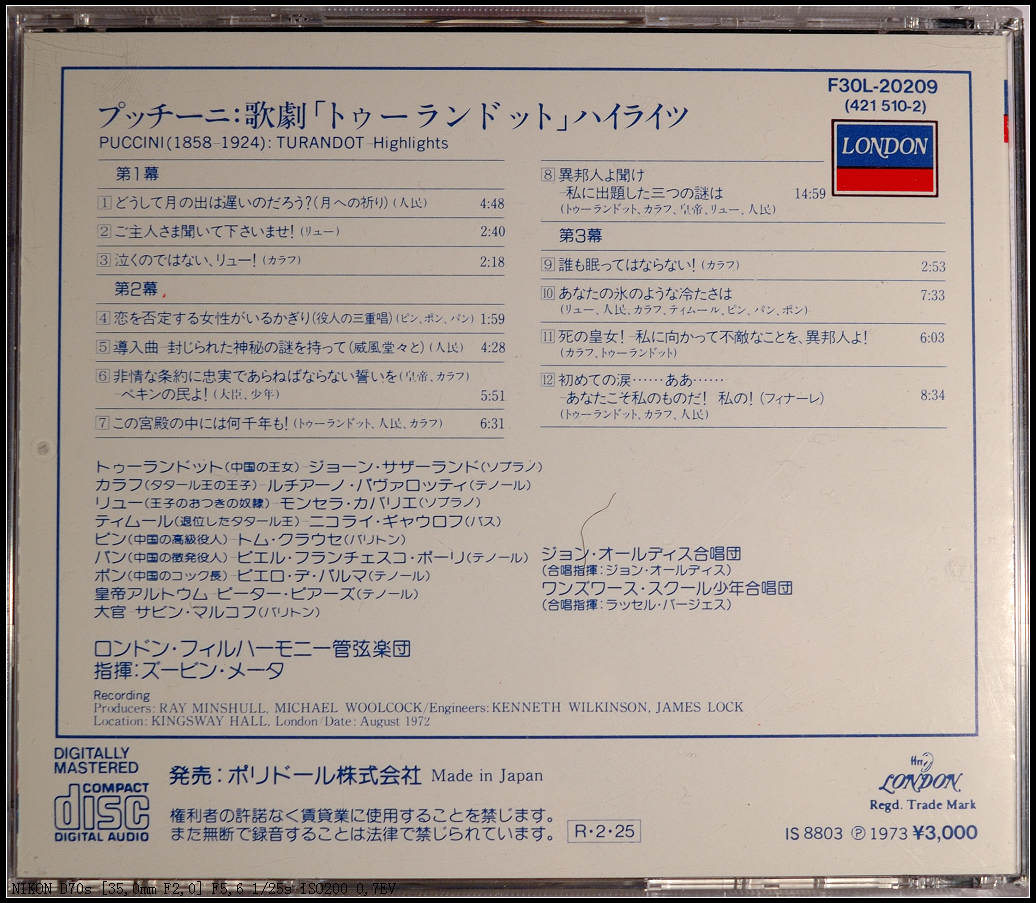 F30L-20209
(421 510-2)
LONDON
プッチーニ:歌劇「トゥーランドット」ハイライツ
PUCCINI(1858–1924): TURANDOT–Highlights
第1幕
1 どうして月の出は遅いのだろう?(月への祈り)(人民) 4:48
2 ご主人さま聞いて下さいませ!(リュー) 2:40
3 泣くのではない、リュー!(カラフ) 2:18
第2幕
4 恋を否定する女性がいるかぎり(役人の三重唱)(ピン、ポン、パン) 1:59
5 導入曲–封じられた神秘の謎を持って(威風堂々と)(人民) 4:28
6 非情な条約に忠実であらねばならない誓いを(皇帝、カラフ)
–ペキンの民よ!(大臣、少年) 5:51
7 この宮殿の中には何千年も!(トゥーランドット、人民、カラフ) 6:31
8 異邦人よ聞け
–私に出題した三つの謎は 14:59
(トゥーランドット、カラフ、皇帝、リュー、人民)
第3幕
9 誰も眠ってはならない!(カラフ) 2:53
10 あなたの氷のような冷たさは 7:33
(リュー、人民、カラフ、ティムール、ピン、パン、ポン)
11 死の皇女!–私に向かって不敵なことを、異邦人よ! 6:03
(カラフ、トゥーランドット)
12 初めての涙……ああ……
–あなたこそ私のものだ! 私の!(フィナーレ) 8:34
(トゥーランドット、カラフ、人民)
トゥーランドット(中国の王女)–ジョーン・サザーランド(ソプラノ)
カラフ(タタール王の王子)–ルチアーノ・パヴァロッティ(テノール)
リュー(王子のおつきの奴隷)–モンセラ・カバリエ(ソプラノ)
ティムール(退位したタタール王)–ニコライ・ギャウロフ(バス)
ピン(中国の高級役人)–トム・クラウセ(バリトン)
パン(中国の徴発役人)–ピエル・フランチェスコ・ポーリ(テノール)
ポン(中国のコック長)–ピエロ・デ・パルマ(テノール)
皇帝アルトウム–ピーター・ピアーズ(テノール)
大官–サビン・マルコフ(バリトン)
ジョン・オールディス合唱団
(合唱指揮:ジョン・オールディス)
ワンズワース・スクール少年合唱団
(合唱指揮:ラッセル・バージェス)
ロンドン・フィルハーモニー管弦楽団
指揮:ズービン・メータ
Recording
Producers: RAY MINSHULL, MICHAEL WOOLCOCK/Engineers: KENNETH WILKINSON, JAMES LOCK
Location: KINGSWAY HALL, London/Date: August 1972
DIGITALLY
MASTERED
COMPACT
disc
DIGITAL AUDIO
発売:ポリドール株式会社 Made in Japan
権利者の許諾なく賃貸業に使用することを禁じます。
また無断で録音することは法律で禁じられています。 R・2・25
LONDON
Regd. Trade Mark
IS 8803 Ⓟ 1973 ¥3,000
NIKON D70s [35,0mm F2,0] F5,6 1/25s ISO200 0,7EV